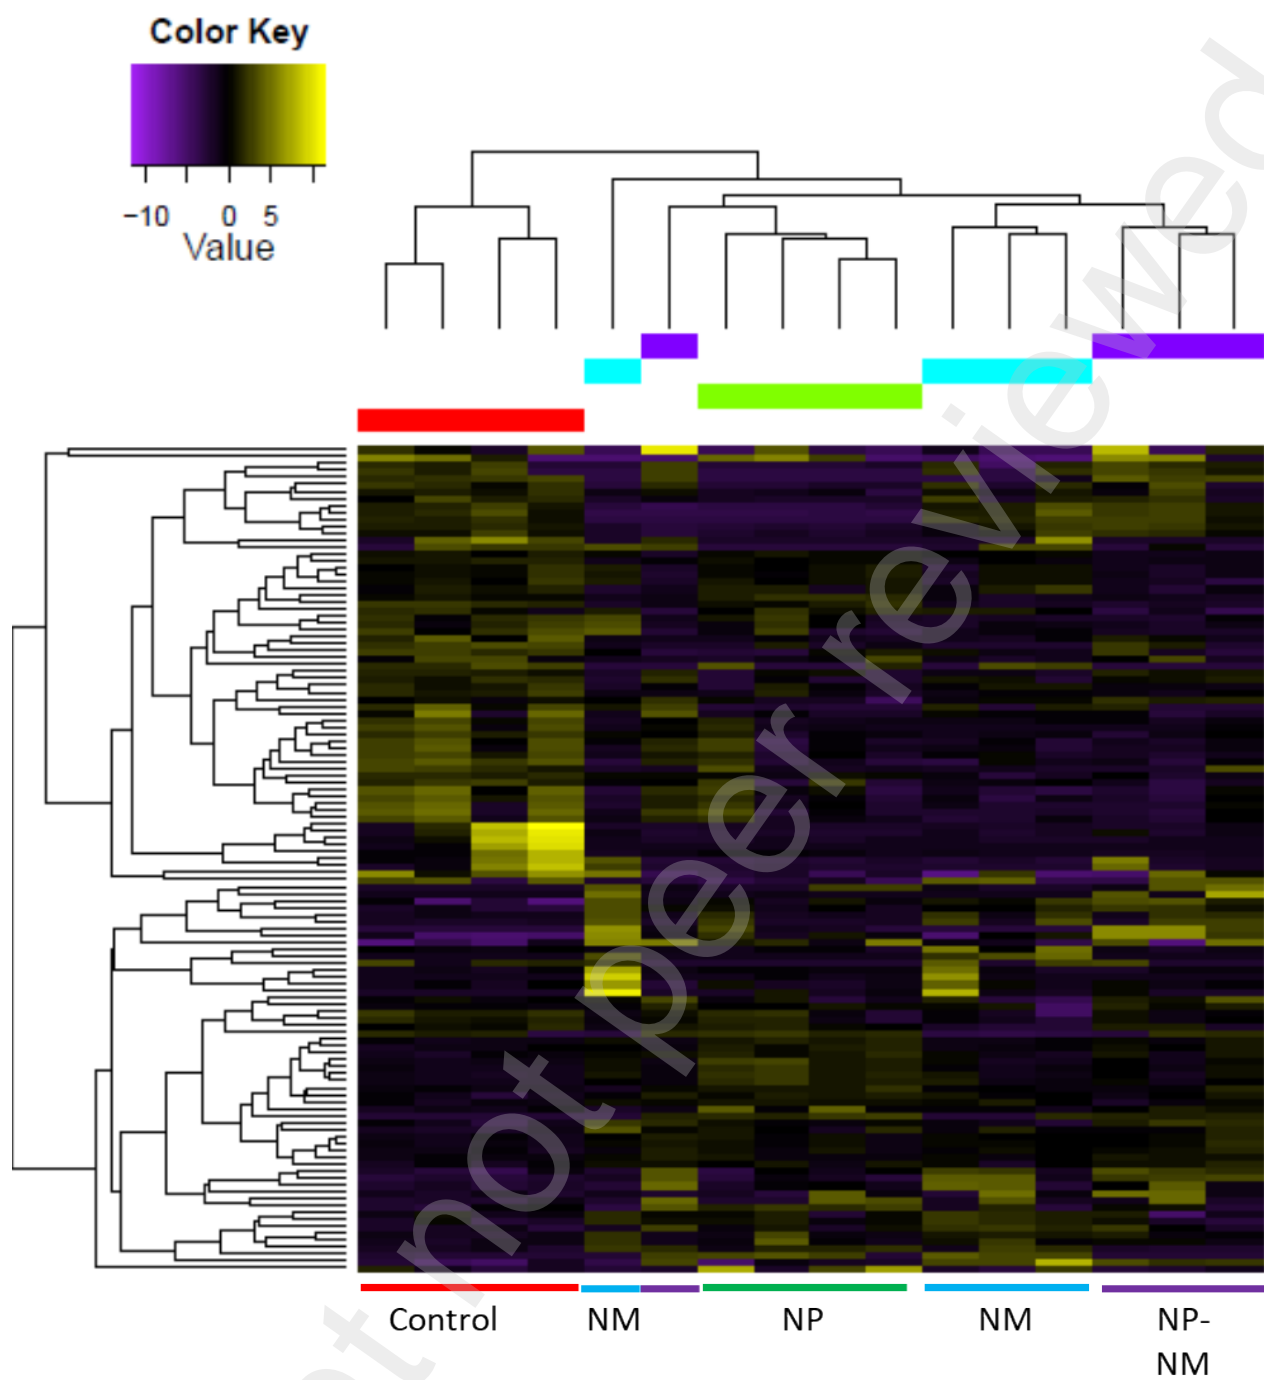 Color Key
−10 0 5
Value
not peer reviewed
Control NM NP NM NP-
NM